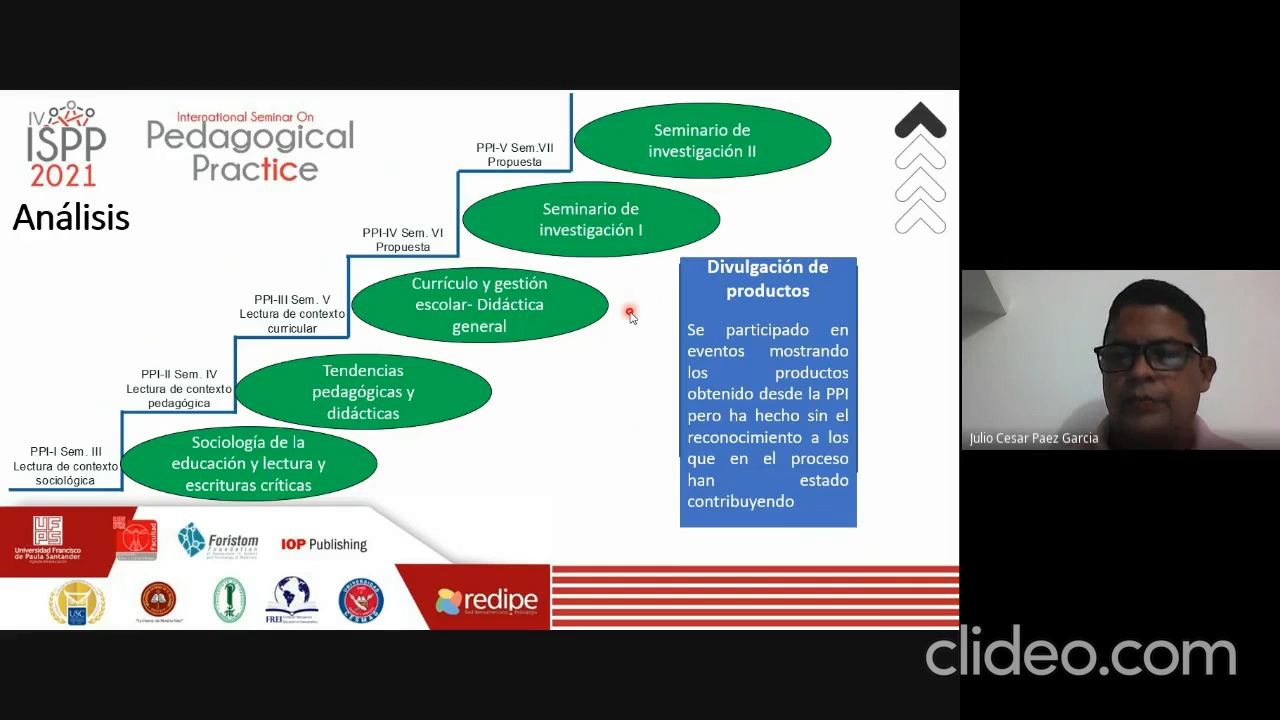 IV
ISPP
2021
International Seminar On
Pedagogical
Practice
Análisis
PPI-V Sem.VII
Propuesta
Seminario de
investigación II
PPI-IV Sem. VI
Propuesta
Seminario de
investigación I
PPI-III Sem. V
Lectura de contexto
curricular
Currículo y gestión
escolar- Didáctica
general
PPI-II Sem. IV
Lectura de contexto
pedagógica
Tendencias
pedagógicas y
didácticas
PPI-I Sem. III
Lectura de contexto
sociológica
Sociología de la
educación y lectura y
escrituras críticas
Divulgación de
productos
Se participado en
eventos mostrando
los productos
obtenido desde la PPI
pero ha hecho sin el
reconocimiento a los
que en el proceso
han estado
contribuyendo
Julio Cesar Paez Garcia
Universidad Francisco
de Paula Santander
Facultad
Foristom
Foundation
IOP Publishing
USC
FREI
UNIVERSIDAD
CESMAG
redipe
clideo.com